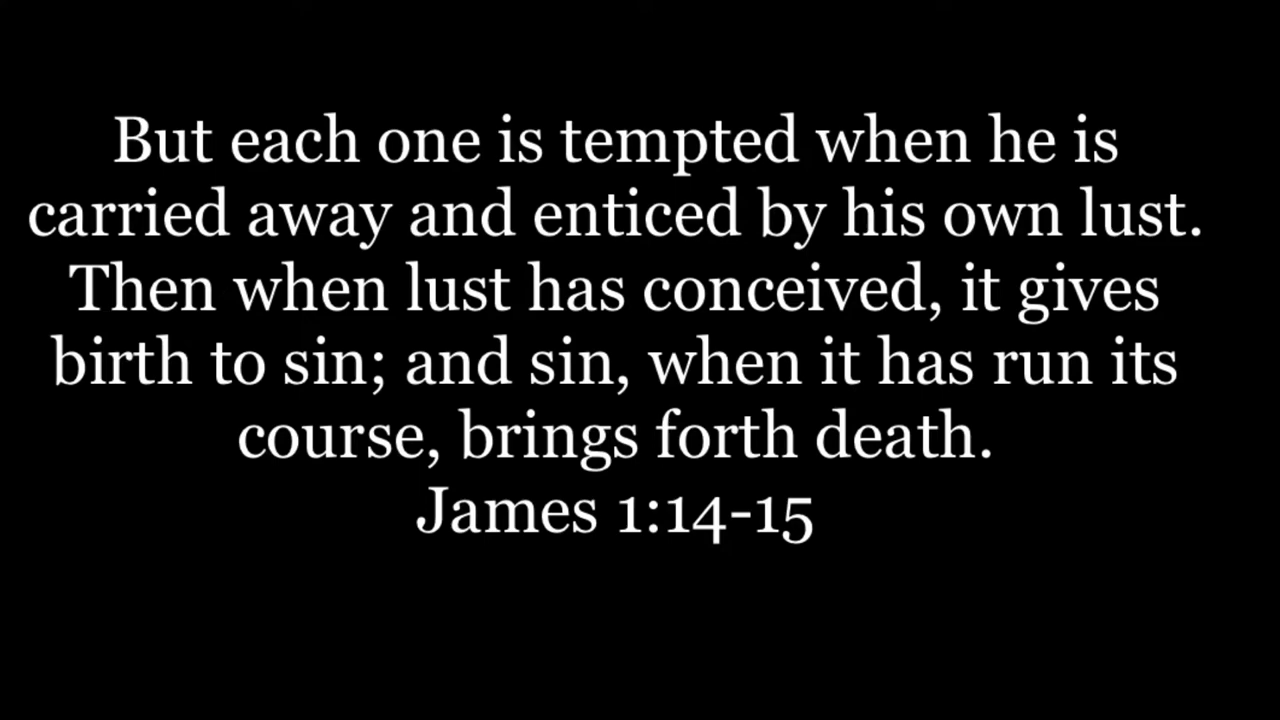 But each one is tempted when he is
carried away and enticed by his own lust.
Then when lust has conceived, it gives
birth to sin; and sin, when it has run its
course, brings forth death.
James 1:14-15